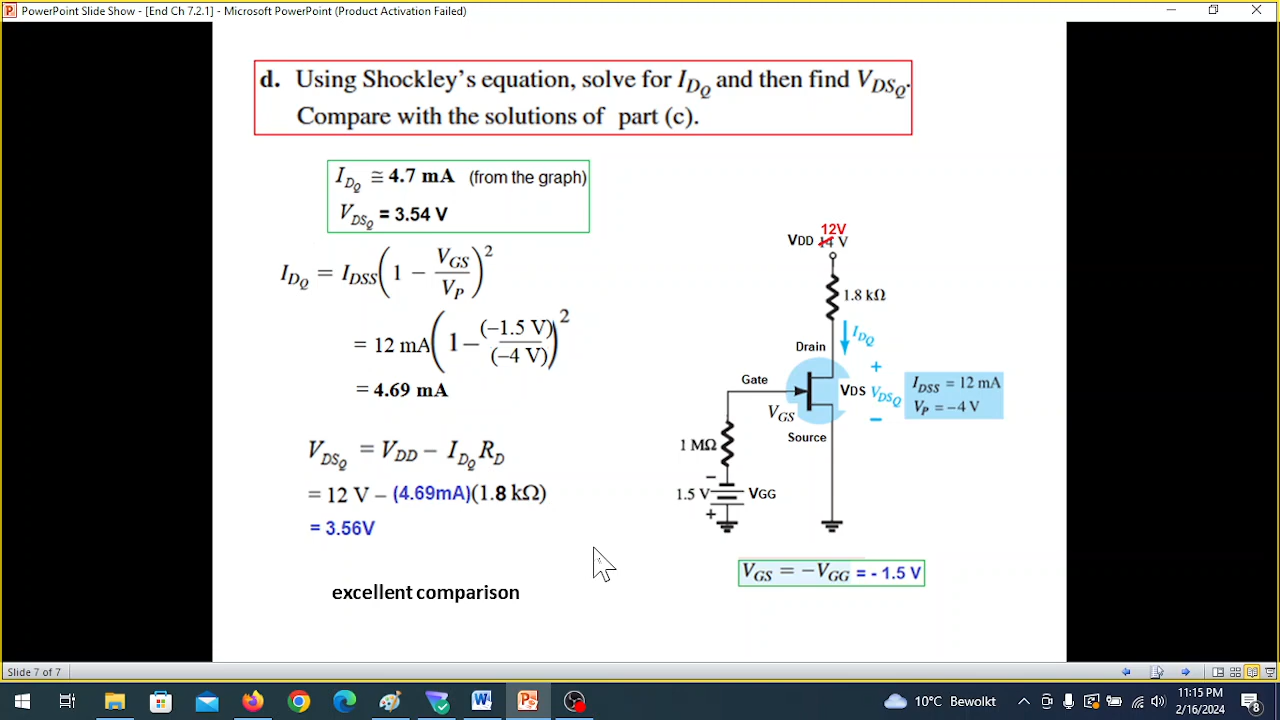 PowerPoint Slide Show - [End Ch 7.2.1] - Microsoft PowerPoint (Product Activation Failed)
d. Using Shockley's equation, solve for I_DQ and then find V_DSQ.
Compare with the solutions of part (c).
I_DQ ≅ 4.7 mA (from the graph)
V_DSQ = 3.54 V
I_DQ = I_DSS(1 − V_GS/V_P)²
= 12 mA(1 − (−1.5 V)/(−4 V))²
= 4.69 mA
V_DSQ = V_DD − I_DQ R_D
= 12 V − (4.69mA)(1.8 kΩ)
= 3.56V
excellent comparison
12V
VDD 14 V
1.8 kΩ
I_DQ
Drain
+
Gate
VDS V_DSQ
I_DSS = 12 mA
V_P = −4 V
V_GS
−
Source
1 MΩ
−
1.5 V VGG
+
V_GS = −V_GG = - 1.5 V
Slide 7 of 7
10°C Bewolkt
11:15 PM
2/16/2024
8